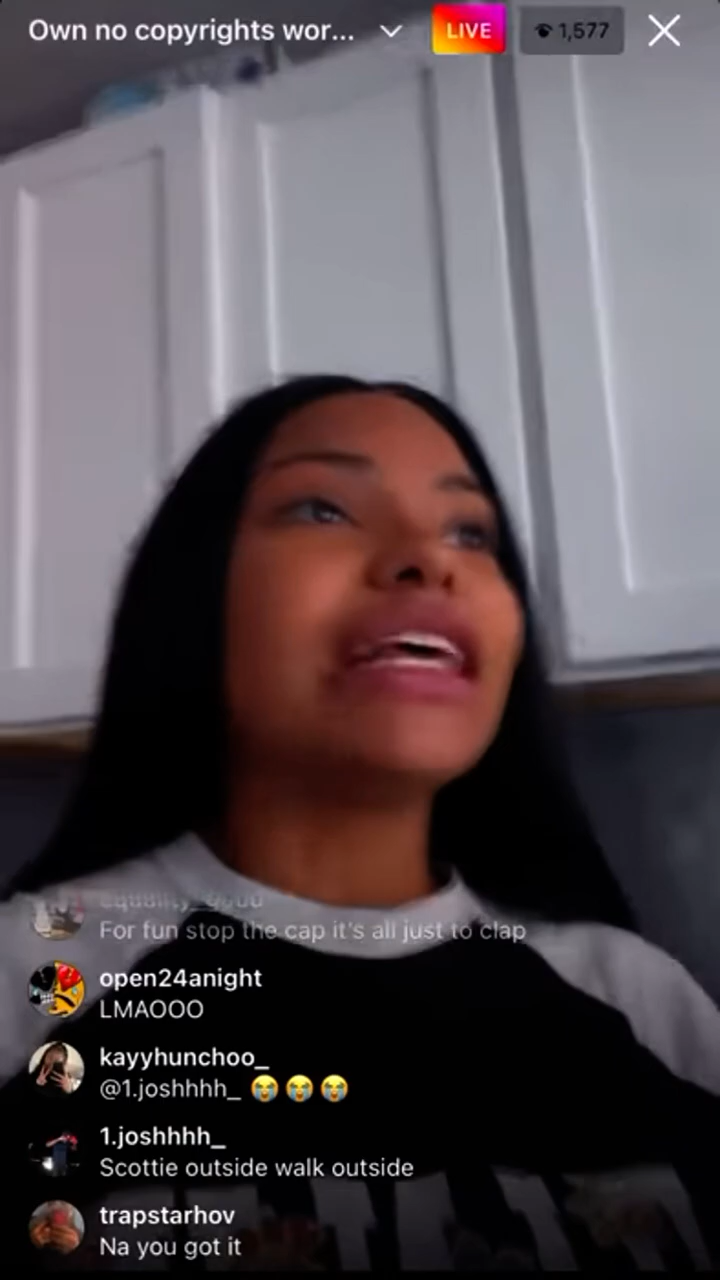 Own no copyrights wor...
LIVE
1,577
For fun stop the cap it's all just to clap
open24anight
LMAOOO
kayyhunchoo_
@1.joshhhh_ 😭😭😭
1.joshhhh_
Scottie outside walk outside
trapstarhov
Na you got it